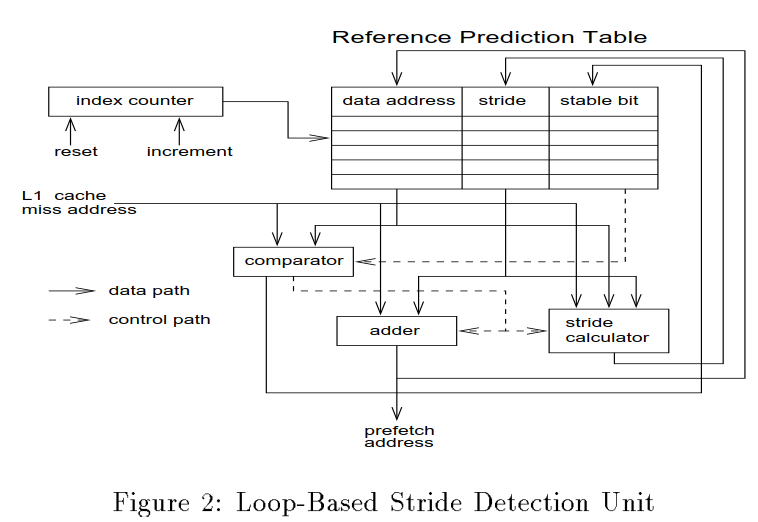 Reference Prediction Table
index counter
data address
stride
stable bit
reset
increment
L1 cache
miss address
comparator
data path
control path
adder
stride
calculator
prefetch
address
Figure 2: Loop-Based Stride Detection Unit